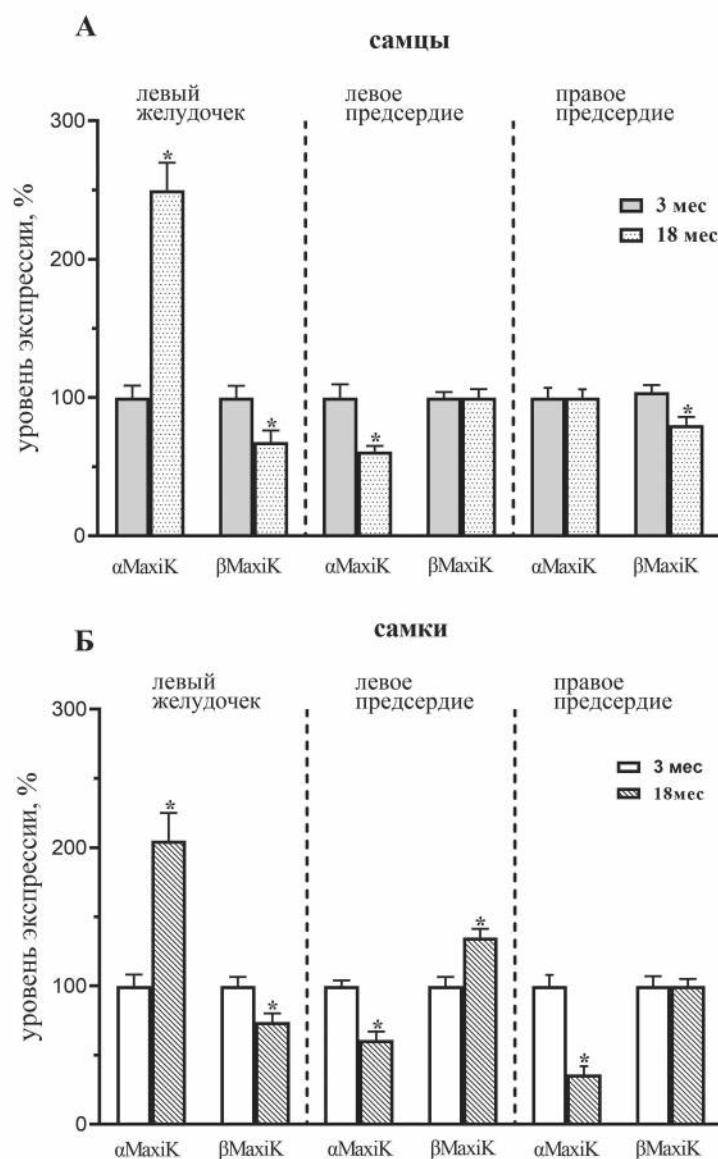 А
самцы
левый
желудочек
левое
предсердие
правое
предсердие
уровень экспрессии, %
300
200
100
0
*
*
*
*
3 мес
18 мес
αMaxiK
βMaxiK
αMaxiK
βMaxiK
αMaxiK
βMaxiK
Б
самки
левый
желудочек
левое
предсердие
правое
предсердие
уровень экспрессии, %
300
200
100
0
*
*
*
*
*
3 мес
18мес
αMaxiK
βMaxiK
αMaxiK
βMaxiK
αMaxiK
βMaxiK